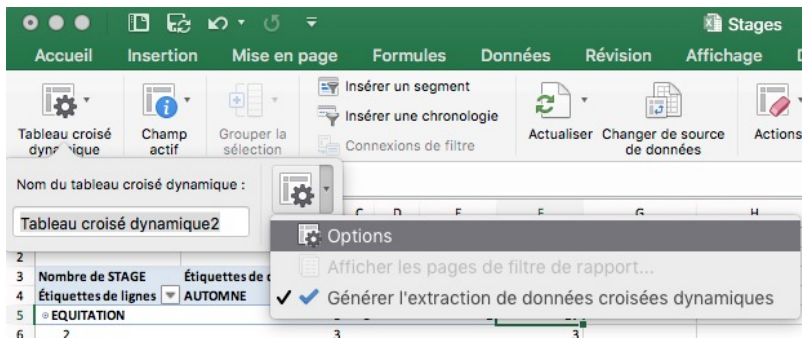 Stages
Accueil Insertion Mise en page Formules Données Révision Affichage
Insérer un segment
Insérer une chronologie
Connexions de filtre
Tableau croisé dynamique
Champ actif
Grouper la sélection
Actualiser
Changer de source de données
Actions
Nom du tableau croisé dynamique :
Tableau croisé dynamique2
Options
Afficher les pages de filtre de rapport...
Générer l'extraction de données croisées dynamiques
C D E F G H
2
3 Nombre de STAGE Étiquettes de
4 Étiquettes de lignes AUTOMNE
5 EQUITATION
6 2 3 3